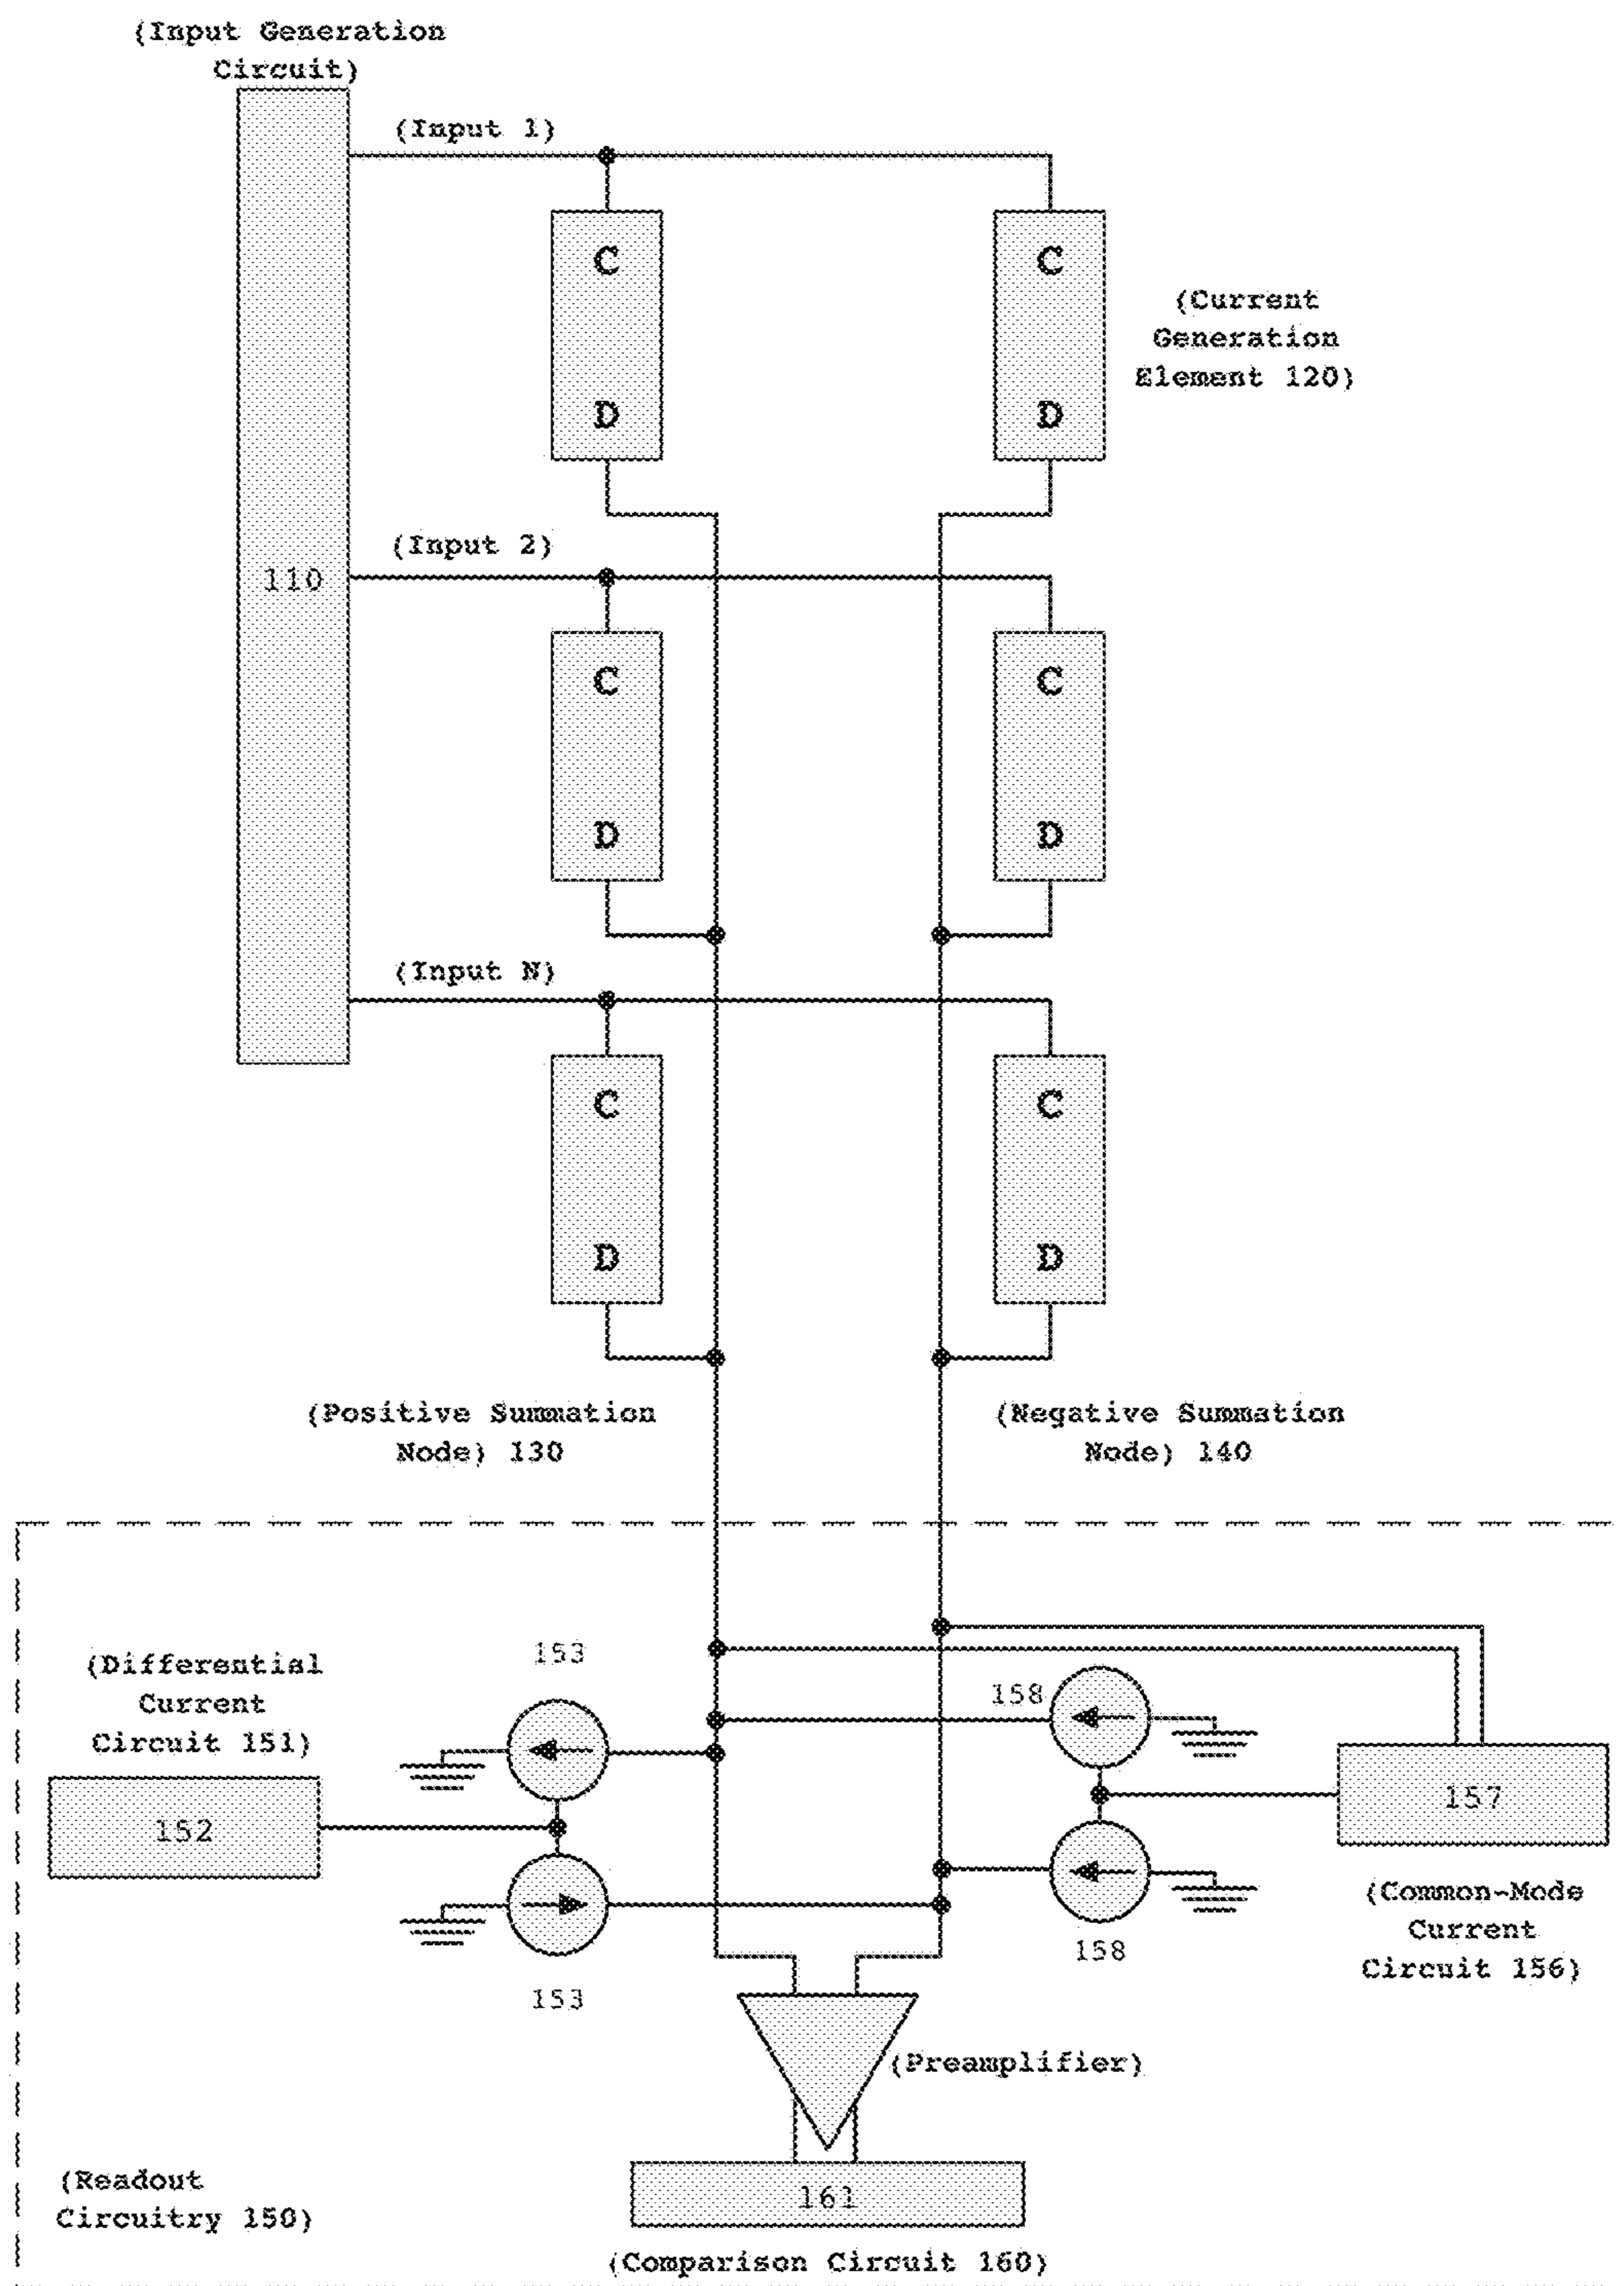 (Input Generation
Circuit)
(Input 1)
C
C
(Current
Generation
Element 120)
D
D
(Input 2)
110
C
C
D
D
(Input N)
C
C
D
D
(Positive Summation
Node) 130
(Negative Summation
Node) 140
153
(Differential
Current
Circuit 151)
158
152
157
(Common-Mode
Current
Circuit 156)
158
153
(Preamplifier)
(Readout
Circuitry 150)
161
(Comparison Circuit 160)